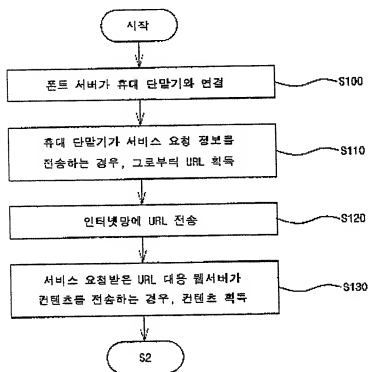 시작
폰트 서버가 휴대 단말기와 연결
S100
휴대 단말기가 서비스 요청 정보를
전송하는 경우, 그로부터 URL 획득
S110
인터넷망에 URL 전송
S120
서비스 요청받은 URL 대응 웹서버가
컨텐츠를 전송하는 경우, 컨텐츠 획득
S130
S2